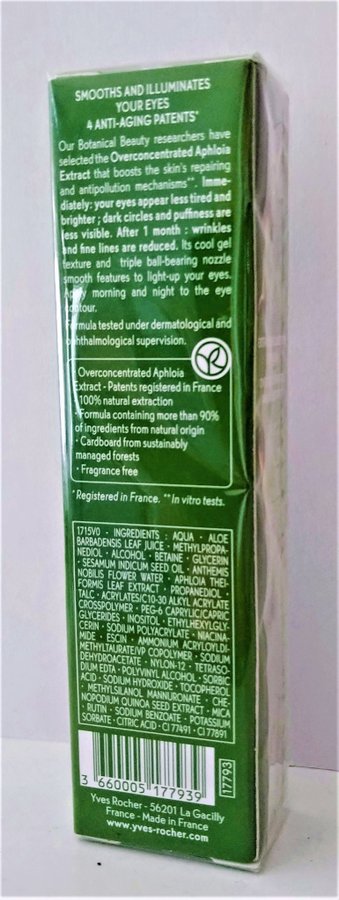 SMOOTHS AND ILLUMINATES
YOUR EYES
4 ANTI-AGING PATENTS*
Our Botanical Beauty researchers have
selected the Overconcentrated Aphloia
Extract that boosts the skin's repairing
and antipollution mechanisms**. Imme-
diately: your eyes appear less tired and
brighter ; dark circles and puffiness are
less visible. After 1 month : wrinkles
and fine lines are reduced. Its cool gel
texture and triple ball-bearing nozzle
smooth features to light-up your eyes.
Apply morning and night to the eye
contour.
Formula tested under dermatological and
ophthalmological supervision.
· Overconcentrated Aphloia
Extract - Patents registered in France
100% natural extraction
· Formula containing more than 90%
of ingredients from natural origin
· Cardboard from sustainably
managed forests
· Fragrance free
* Registered in France. ** In vitro tests.
1715V0 · INGREDIENTS : AQUA · ALOE
BARBADENSIS LEAF JUICE · METHYLPROPA-
NEDIOL · ALCOHOL · BETAINE · GLYCERIN
· SESAMUM INDICUM SEED OIL · ANTHEMIS
NOBILIS FLOWER WATER · APHLOIA THEI-
FORMIS LEAF EXTRACT · PROPANEDIOL ·
TALC · ACRYLATES/C10-30 ALKYL ACRYLATE
CROSSPOLYMER · PEG-6 CAPRYLIC/CAPRIC
GLYCERIDES · INOSITOL · ETHYLHEXYLGLY-
CERIN · SODIUM POLYACRYLATE · NIACINA-
MIDE · ESCIN · AMMONIUM ACRYLOYLDI-
METHYLTAURATE/VP COPOLYMER · SODIUM
DEHYDROACETATE · NYLON-12 · TETRASO-
DIUM EDTA · POLYVINYL ALCOHOL · SORBIC
ACID · SODIUM HYDROXIDE · TOCOPHEROL
· METHYLSILANOL MANNURONATE · CHE-
NOPODIUM QUINOA SEED EXTRACT · MICA
· RUTIN · SODIUM BENZOATE · POTASSIUM
SORBATE · CITRIC ACID · CI 77491 · CI 77891
3 660005 177939
17793
Yves Rocher - 56201 La Gacilly
France - Made in France
www.yves-rocher.com